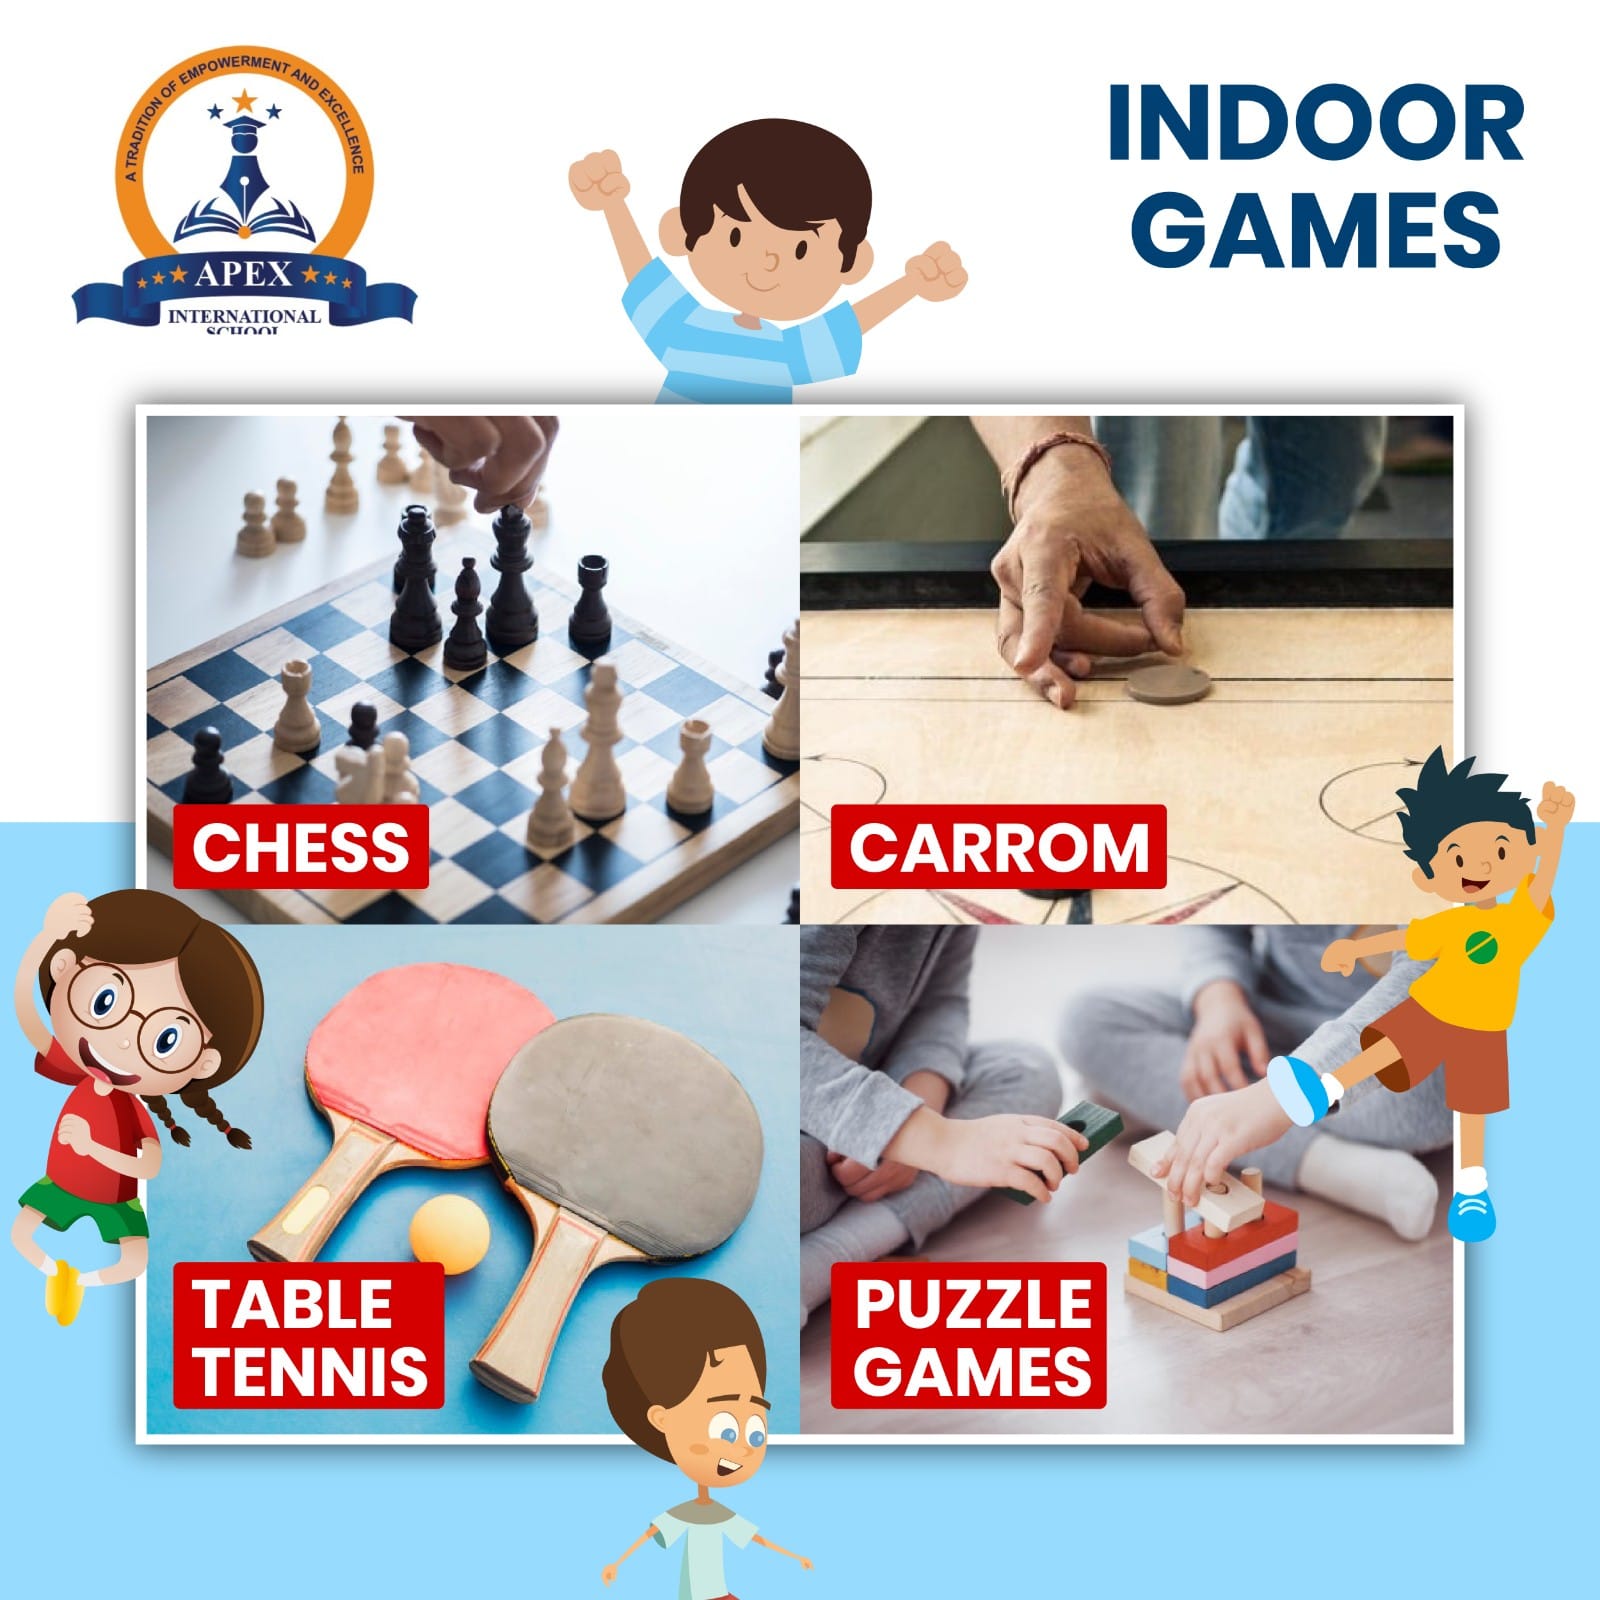 A TRADITION OF EMPOWERMENT AND EXCELLENCE
APEX
INTERNATIONAL
SCHOOL
INDOOR
GAMES
CHESS
CARROM
TABLE
TENNIS
PUZZLE
GAMES